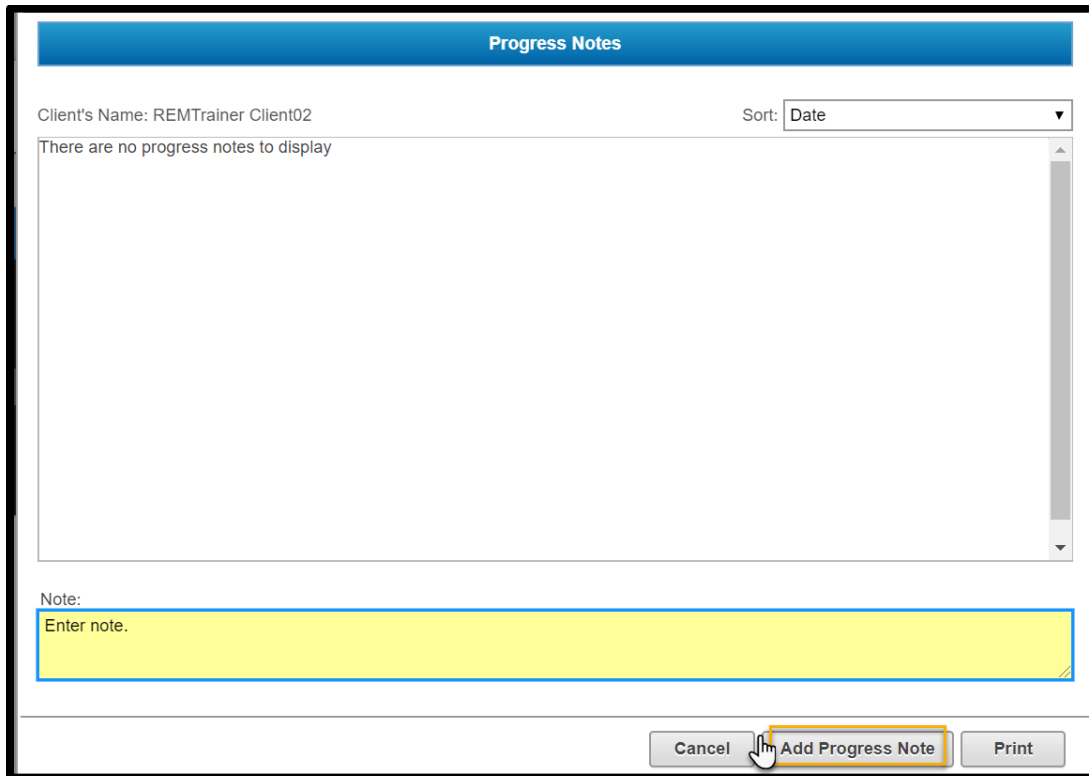 Progress Notes
Client's Name: REMTrainer Client02 Sort: Date
There are no progress notes to display
Note:
Enter note.
Cancel Add Progress Note Print